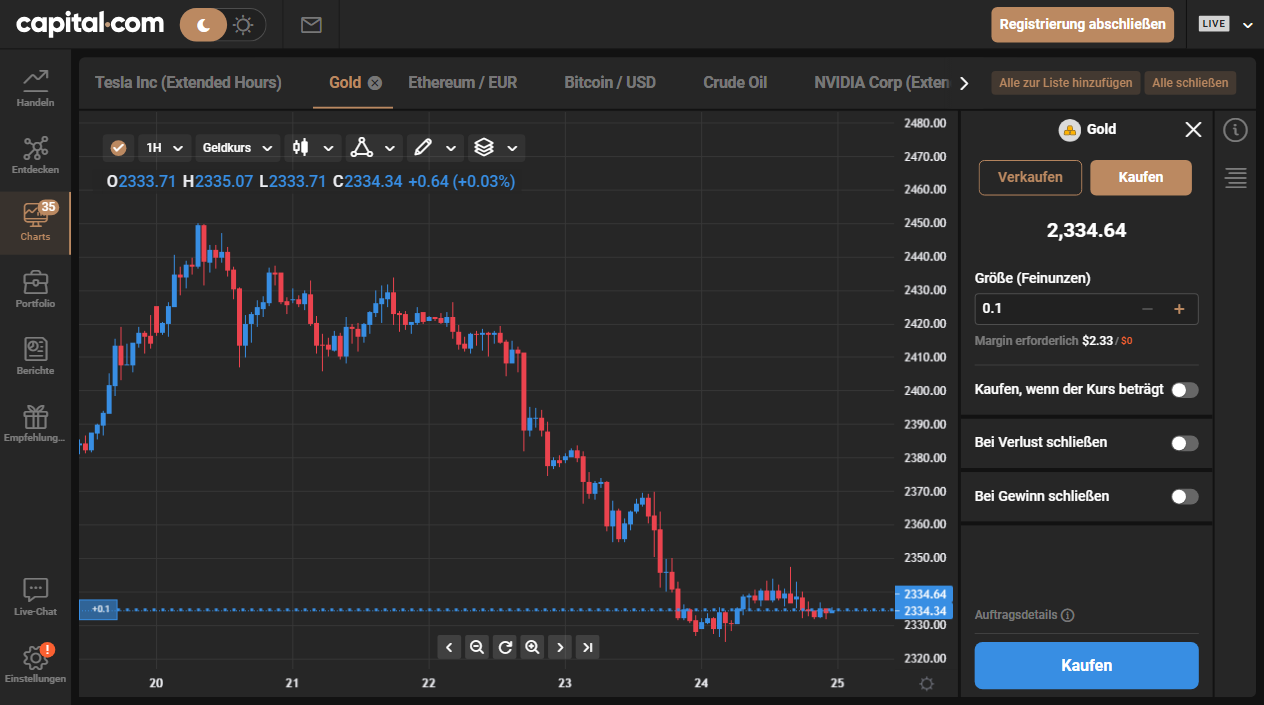 capital.com
Registrierung abschließen
LIVE
Handeln
Entdecken
35
Charts
Portfolio
Berichte
Empfehlung...
Live-Chat
!
Einstellungen
Tesla Inc (Extended Hours)
Gold
Ethereum / EUR
Bitcoin / USD
Crude Oil
NVIDIA Corp (Exten
Alle zur Liste hinzufügen
Alle schließen
1H
Geldkurs
O2333.71 H2335.07 L2333.71 C2334.34 +0.64 (+0.03%)
2480.00
2470.00
2460.00
2450.00
2440.00
2430.00
2420.00
2410.00
2400.00
2390.00
2380.00
2370.00
2360.00
2350.00
2334.64
2334.34
2330.00
2320.00
+0.1
20
21
22
23
24
25
Gold
Verkaufen
Kaufen
2,334.64
Größe (Feinunzen)
0.1
Margin erforderlich $2.33 / $0
Kaufen, wenn der Kurs beträgt
Bei Verlust schließen
Bei Gewinn schließen
Auftragsdetails
Kaufen